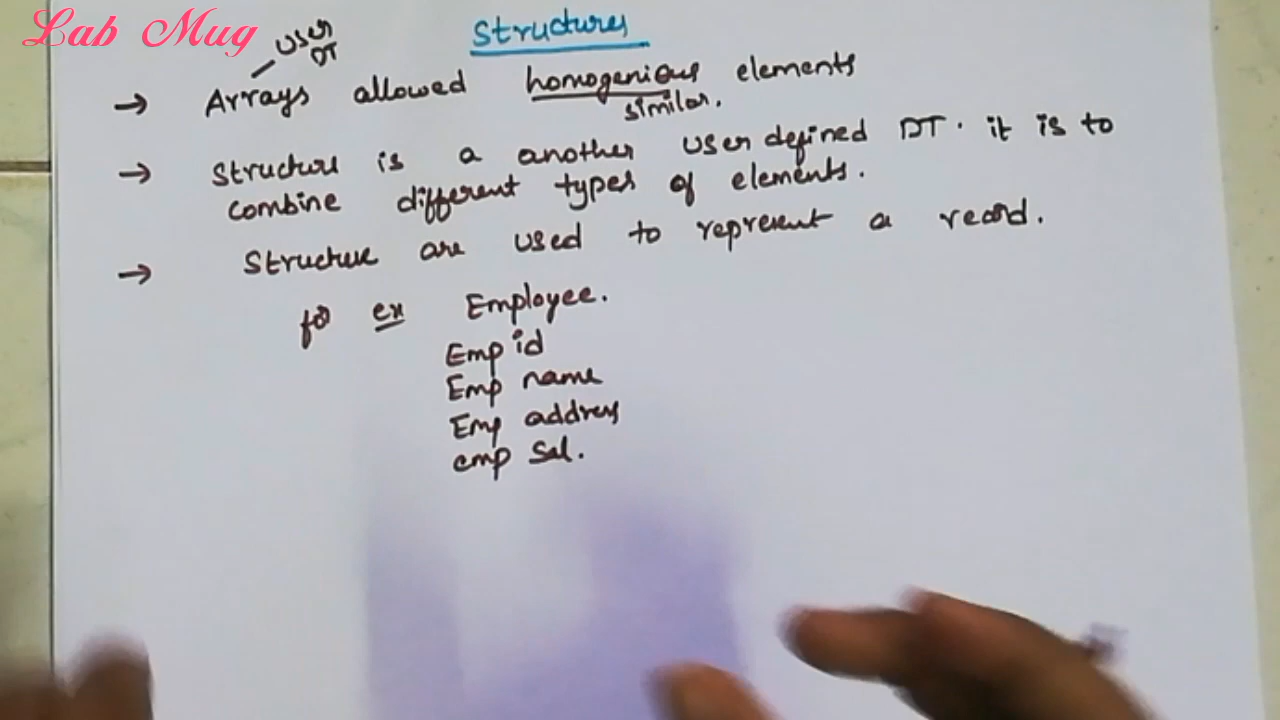 Lab Mug
Structures
User
DT
→ Arrays allowed homogenious elements
similar.
→ Structure is a another user defined DT. it is to
combine different types of elements.
→ Structure are used to represent a record.
for ex Employee.
Emp id
Emp name
Emp address
emp sal.